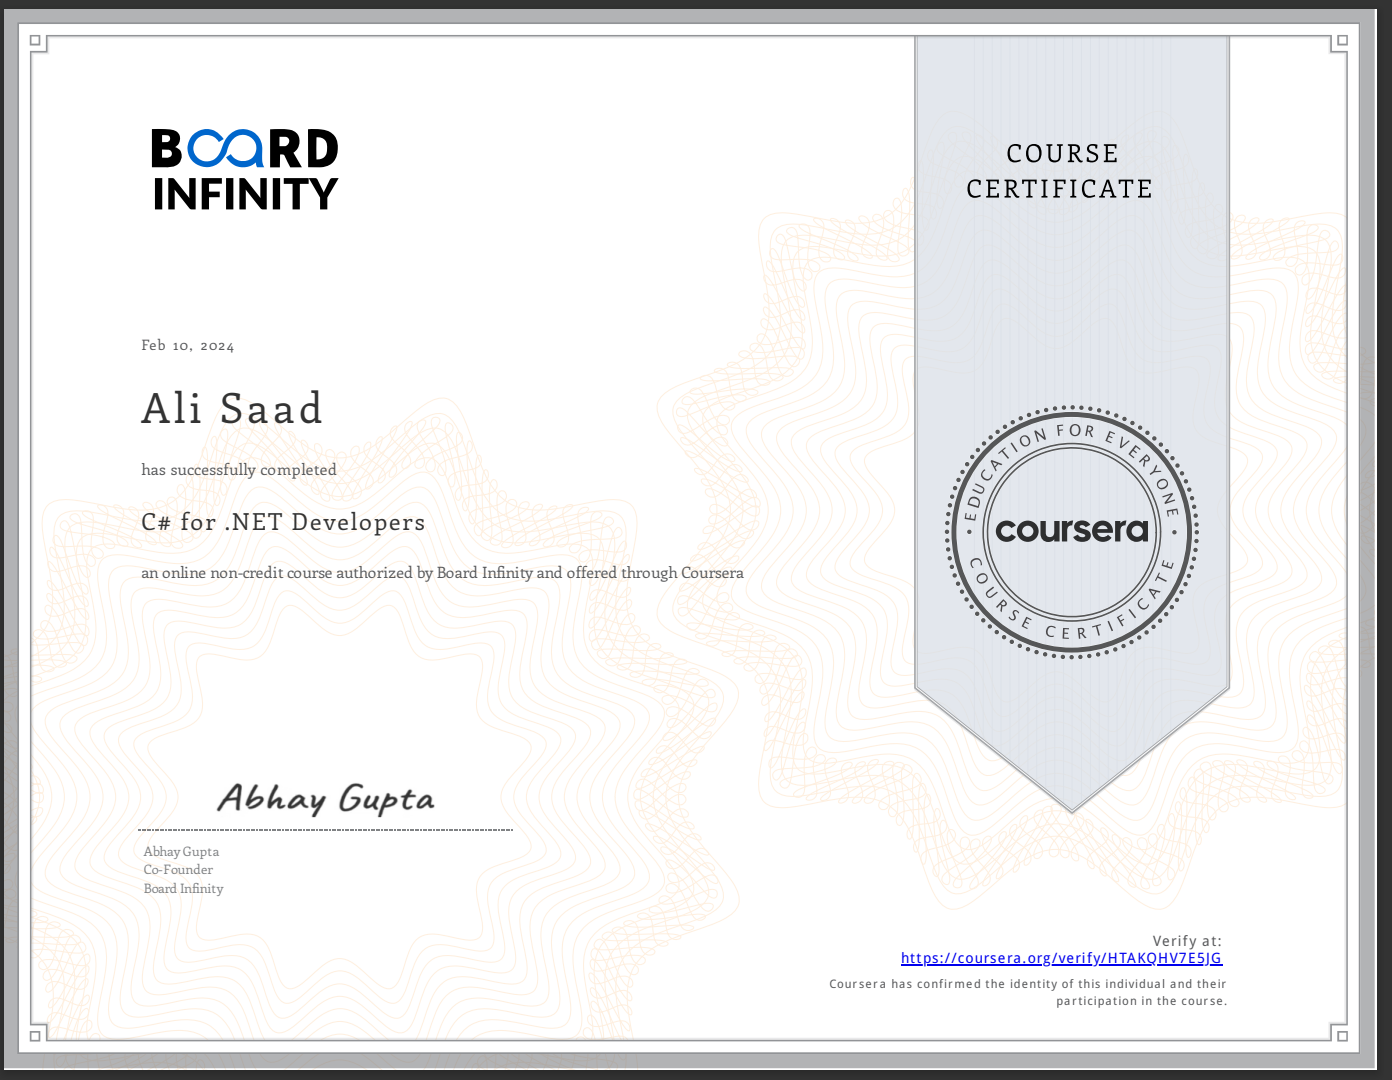 BOARD
INFINITY
COURSE
CERTIFICATE
Feb 10, 2024
Ali Saad
has successfully completed
C# for .NET Developers
an online non-credit course authorized by Board Infinity and offered through Coursera
EDUCATION FOR EVERYONE
coursera
COURSE CERTIFICATE
Abhay Gupta
Abhay Gupta
Co-Founder
Board Infinity
Verify at:
https://coursera.org/verify/HTAKQHV7E5JG
Coursera has confirmed the identity of this individual and their
participation in the course.